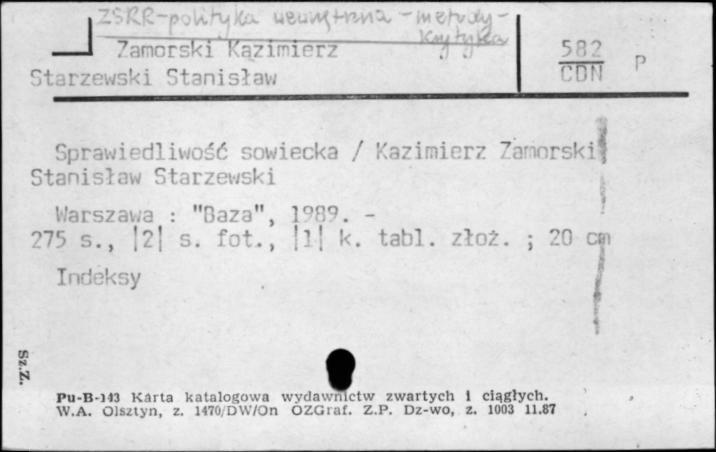 ZSRR - polityka wewnętrzna - metody -
krytyka
Zamorski Kazimierz
Starzewski Stanisław
582
CDN
P
Sprawiedliwość sowiecka / Kazimierz Zamorski
Stanisław Starzewski
Warszawa : "Baza", 1989. -
275 s., |2| s. fot., |1| k. tabl. złoż. ; 20 cm
Indeksy
Sz.Z.
Pu-B-143 Karta katalogowa wydawnictw zwartych i ciągłych.
W.A. Olsztyn, z. 1470/DW/On OZGraf. Z.P. Dz-wo, z. 1003 11.87